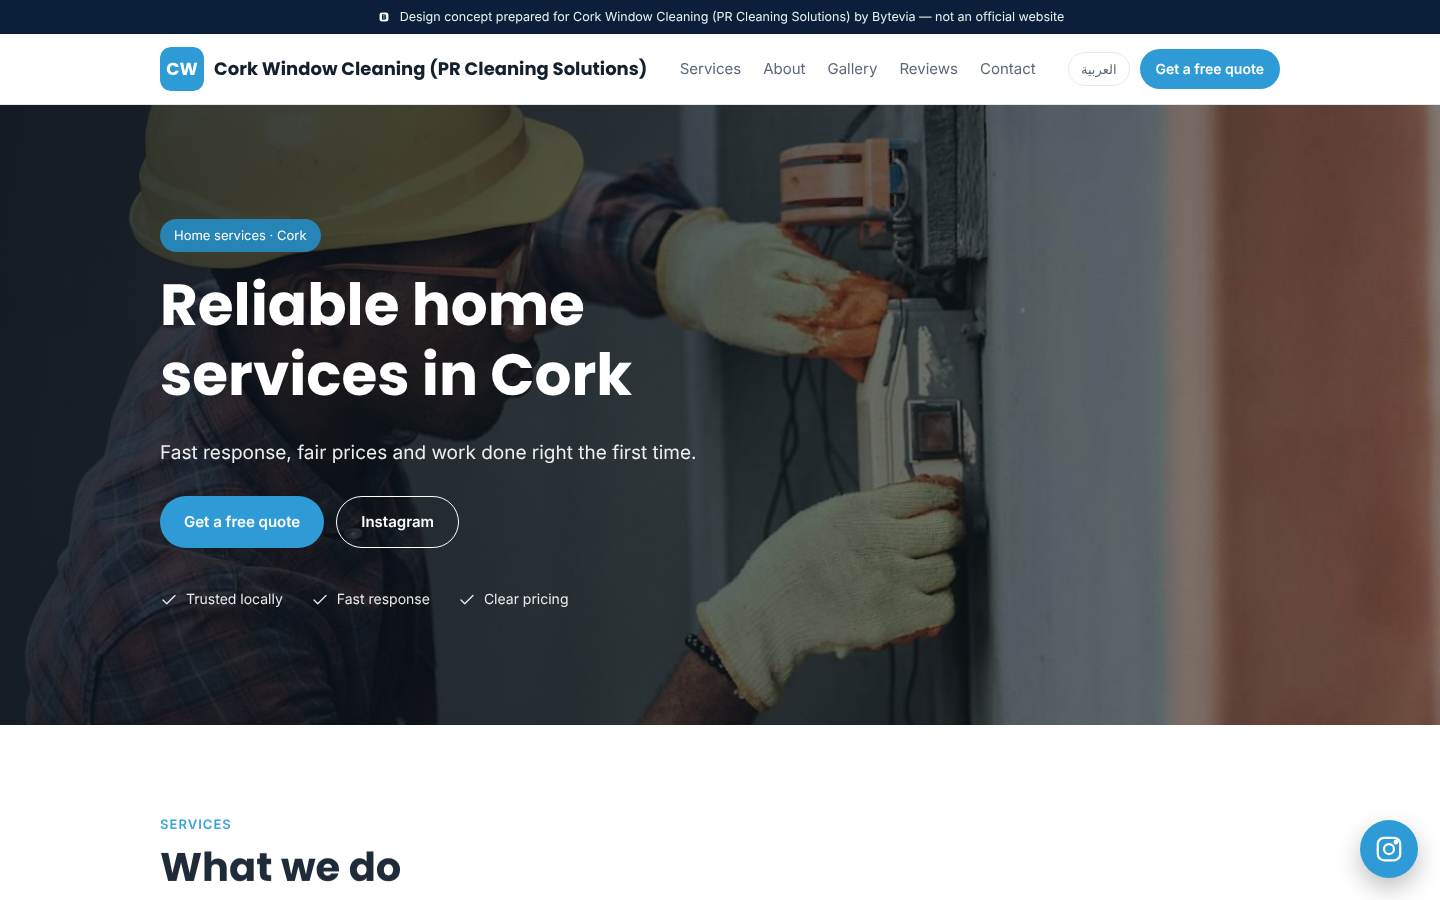 Design concept prepared for Cork Window Cleaning (PR Cleaning Solutions) by Bytevia — not an official website
CW
Cork Window Cleaning (PR Cleaning Solutions)
Services
About
Gallery
Reviews
Contact
العربية
Get a free quote
Home services · Cork
Reliable home
services in Cork
Fast response, fair prices and work done right the first time.
Get a free quote
Instagram
Trusted locally
Fast response
Clear pricing
SERVICES
What we do